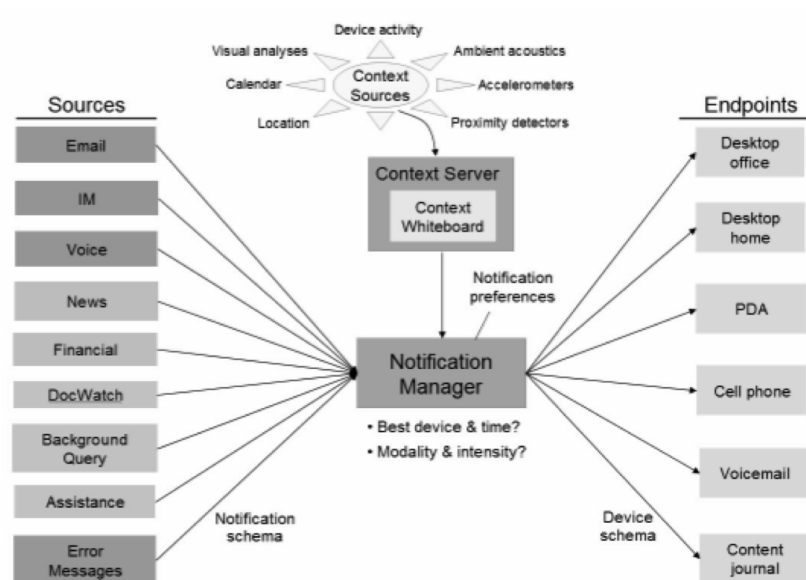 Device activity
Visual analyses
Ambient acoustics
Calendar
Context
Sources
Accelerometers
Location
Proximity detectors
Sources
Endpoints
Email
IM
Voice
News
Financial
DocWatch
Background
Query
Assistance
Error
Messages
Context Server
Context
Whiteboard
Notification
preferences
Notification
Manager
• Best device & time?
• Modality & intensity?
Notification
schema
Device
schema
Desktop
office
Desktop
home
PDA
Cell phone
Voicemail
Content
journal